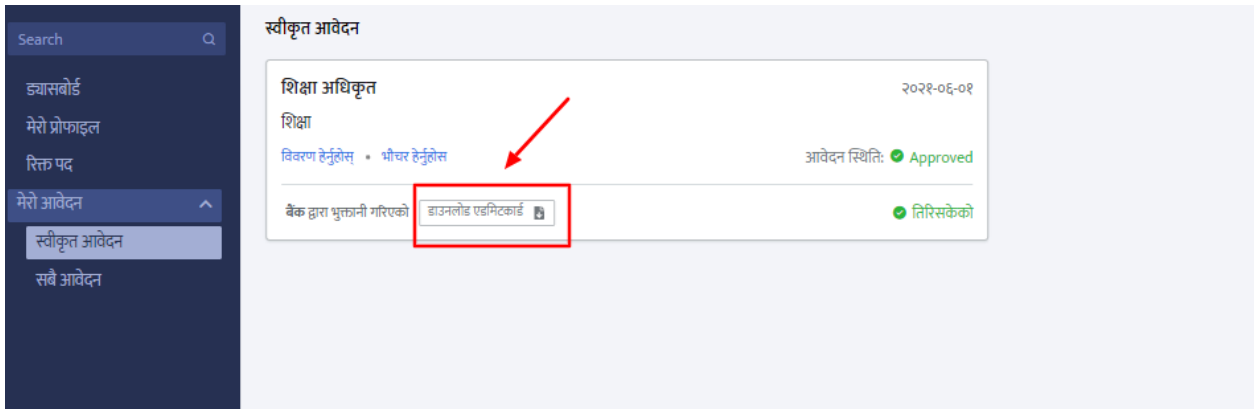 Search
ड्यासबोर्ड
मेरो प्रोफाइल
रिक्त पद
मेरो आवेदन
स्वीकृत आवेदन
सबै आवेदन
स्वीकृत आवेदन
शिक्षा अधिकृत २०२१-०६-०१
शिक्षा
विवरण हेर्नुहोस् • भौचर हेर्नुहोस आवेदन स्थिति: Approved
बैंक द्वारा भुक्तानी गरिएको डाउनलोड एडमिटकार्ड तिरिसकेको